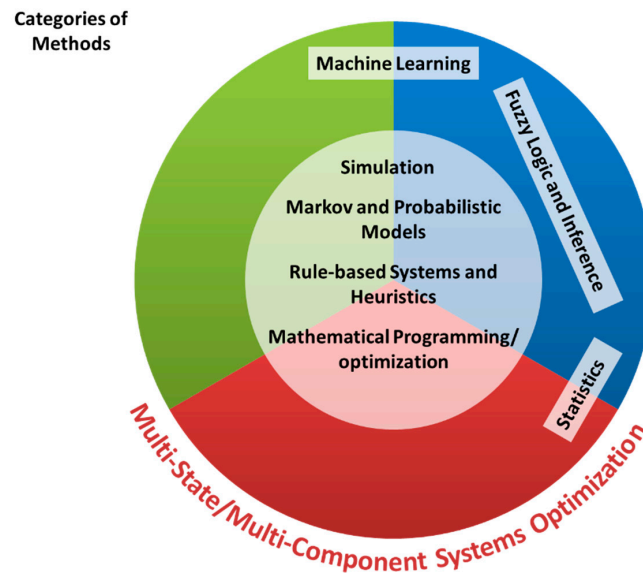 Categories of
Methods
Machine Learning
Fuzzy Logic and Inference
Simulation
Markov and Probabilistic
Models
Rule-based Systems and
Heuristics
Mathematical Programming/
optimization
Statistics
Multi-State/Multi-Component Systems Optimization